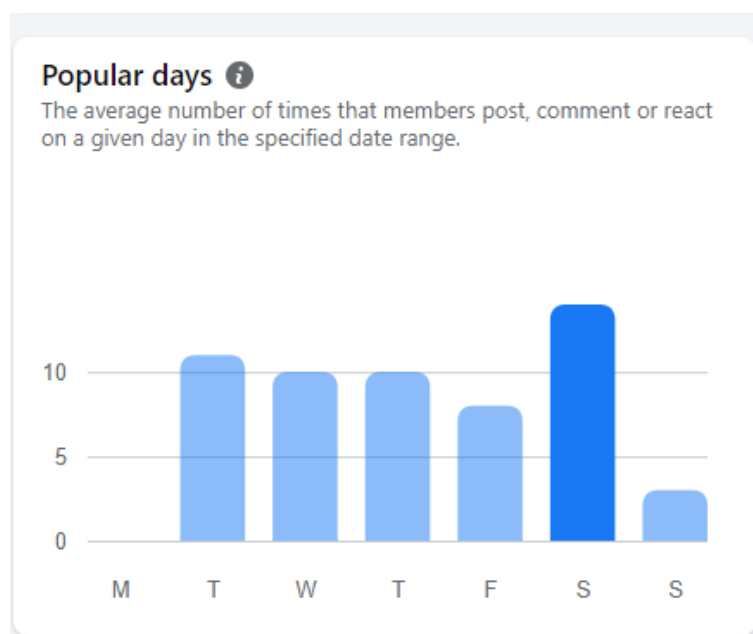 Popular days
The average number of times that members post, comment or react
on a given day in the specified date range.
10
5
0
M T W T F S S